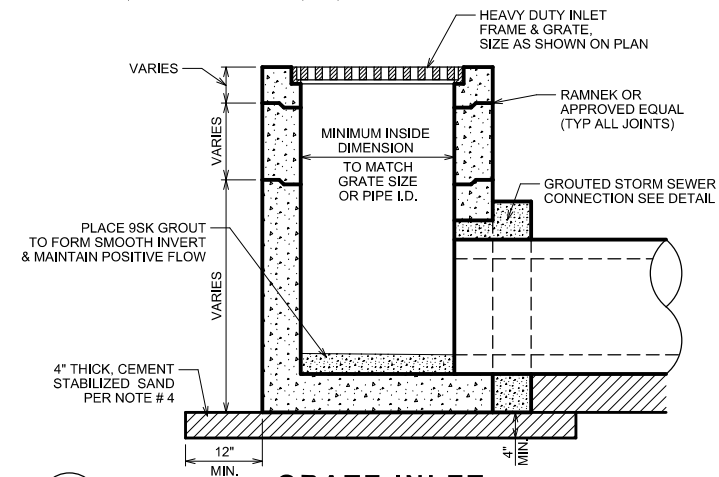 HEAVY DUTY INLET
FRAME & GRATE,
SIZE AS SHOWN ON PLAN
VARIES
RAMNEK OR
APPROVED EQUAL
(TYP ALL JOINTS)
VARIES
MINIMUM INSIDE
DIMENSION
TO MATCH
GRATE SIZE
OR PIPE I.D.
GROUTED STORM SEWER
CONNECTION SEE DETAIL
PLACE 9SK GROUT
TO FORM SMOOTH INVERT
& MAINTAIN POSITIVE FLOW
VARIES
4" THICK, CEMENT
STABILIZED SAND
PER NOTE # 4
12"
MIN.
4"
MIN.
GRATE INLET